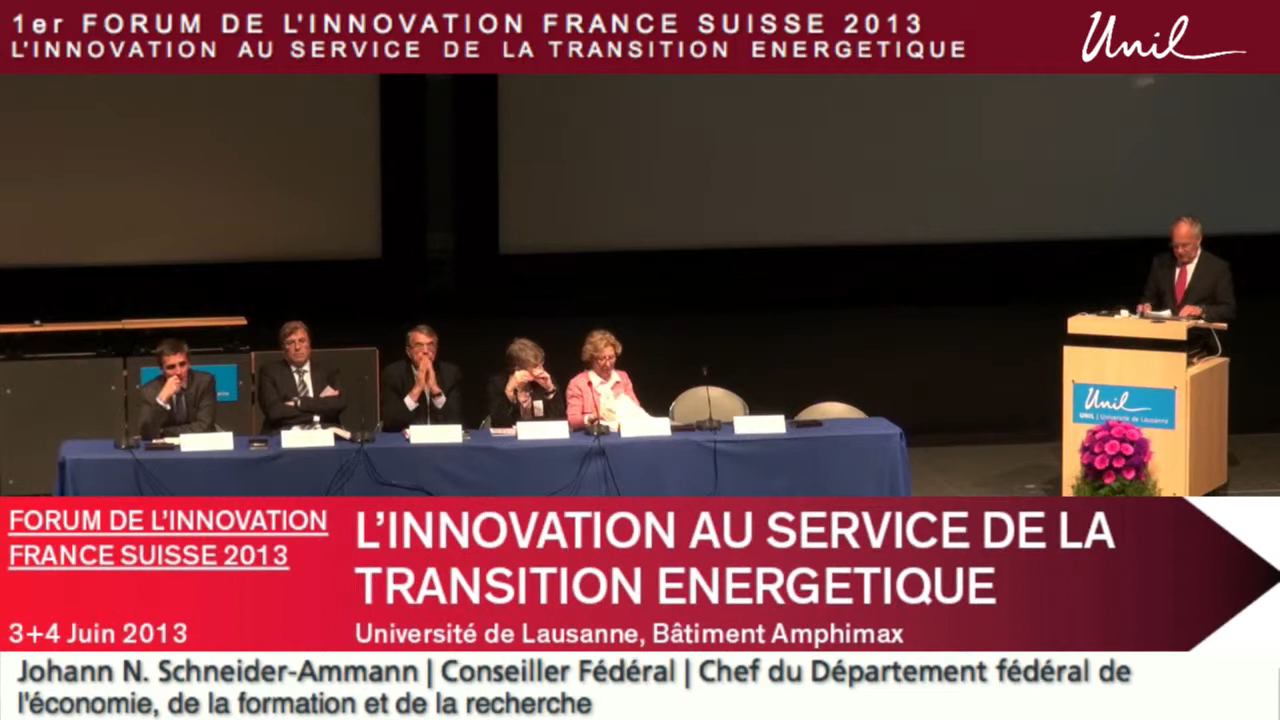 1er FORUM DE L'INNOVATION FRANCE SUISSE 2013
L'INNOVATION AU SERVICE DE LA TRANSITION ENERGETIQUE
Unil
Unil
UNIL | Université de Lausanne
FORUM DE L'INNOVATION
FRANCE SUISSE 2013
3+4 Juin 2013
L'INNOVATION AU SERVICE DE LA
TRANSITION ENERGETIQUE
Université de Lausanne, Bâtiment Amphimax
Johann N. Schneider-Ammann | Conseiller Fédéral | Chef du Département fédéral de
l'économie, de la formation et de la recherche